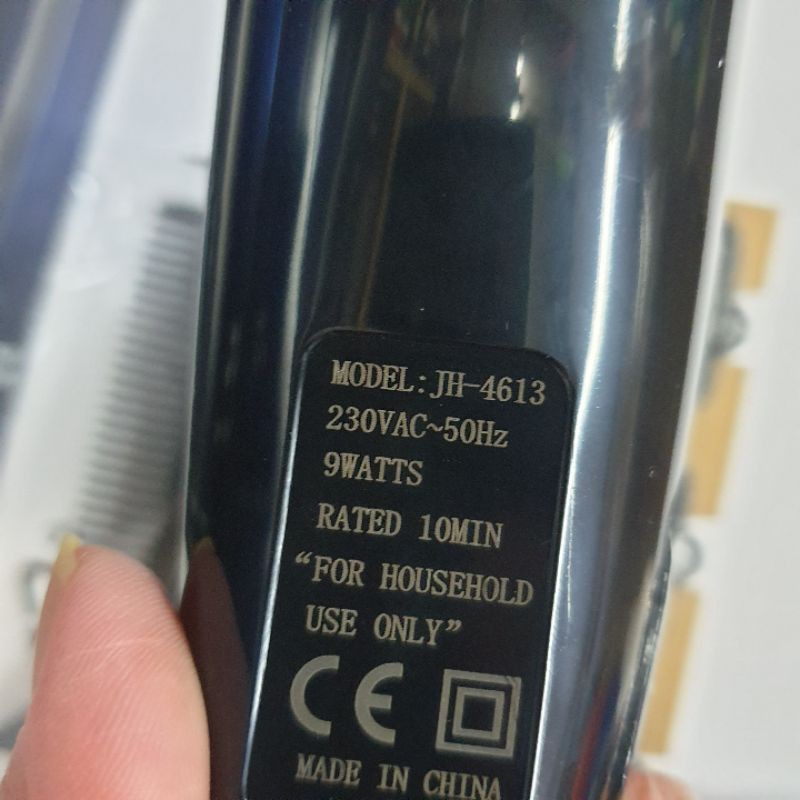 MODEL: JH-4613
230VAC~50Hz
9WATTS
RATED 10MIN
“FOR HOUSEHOLD
USE ONLY”
CE
MADE IN CHINA